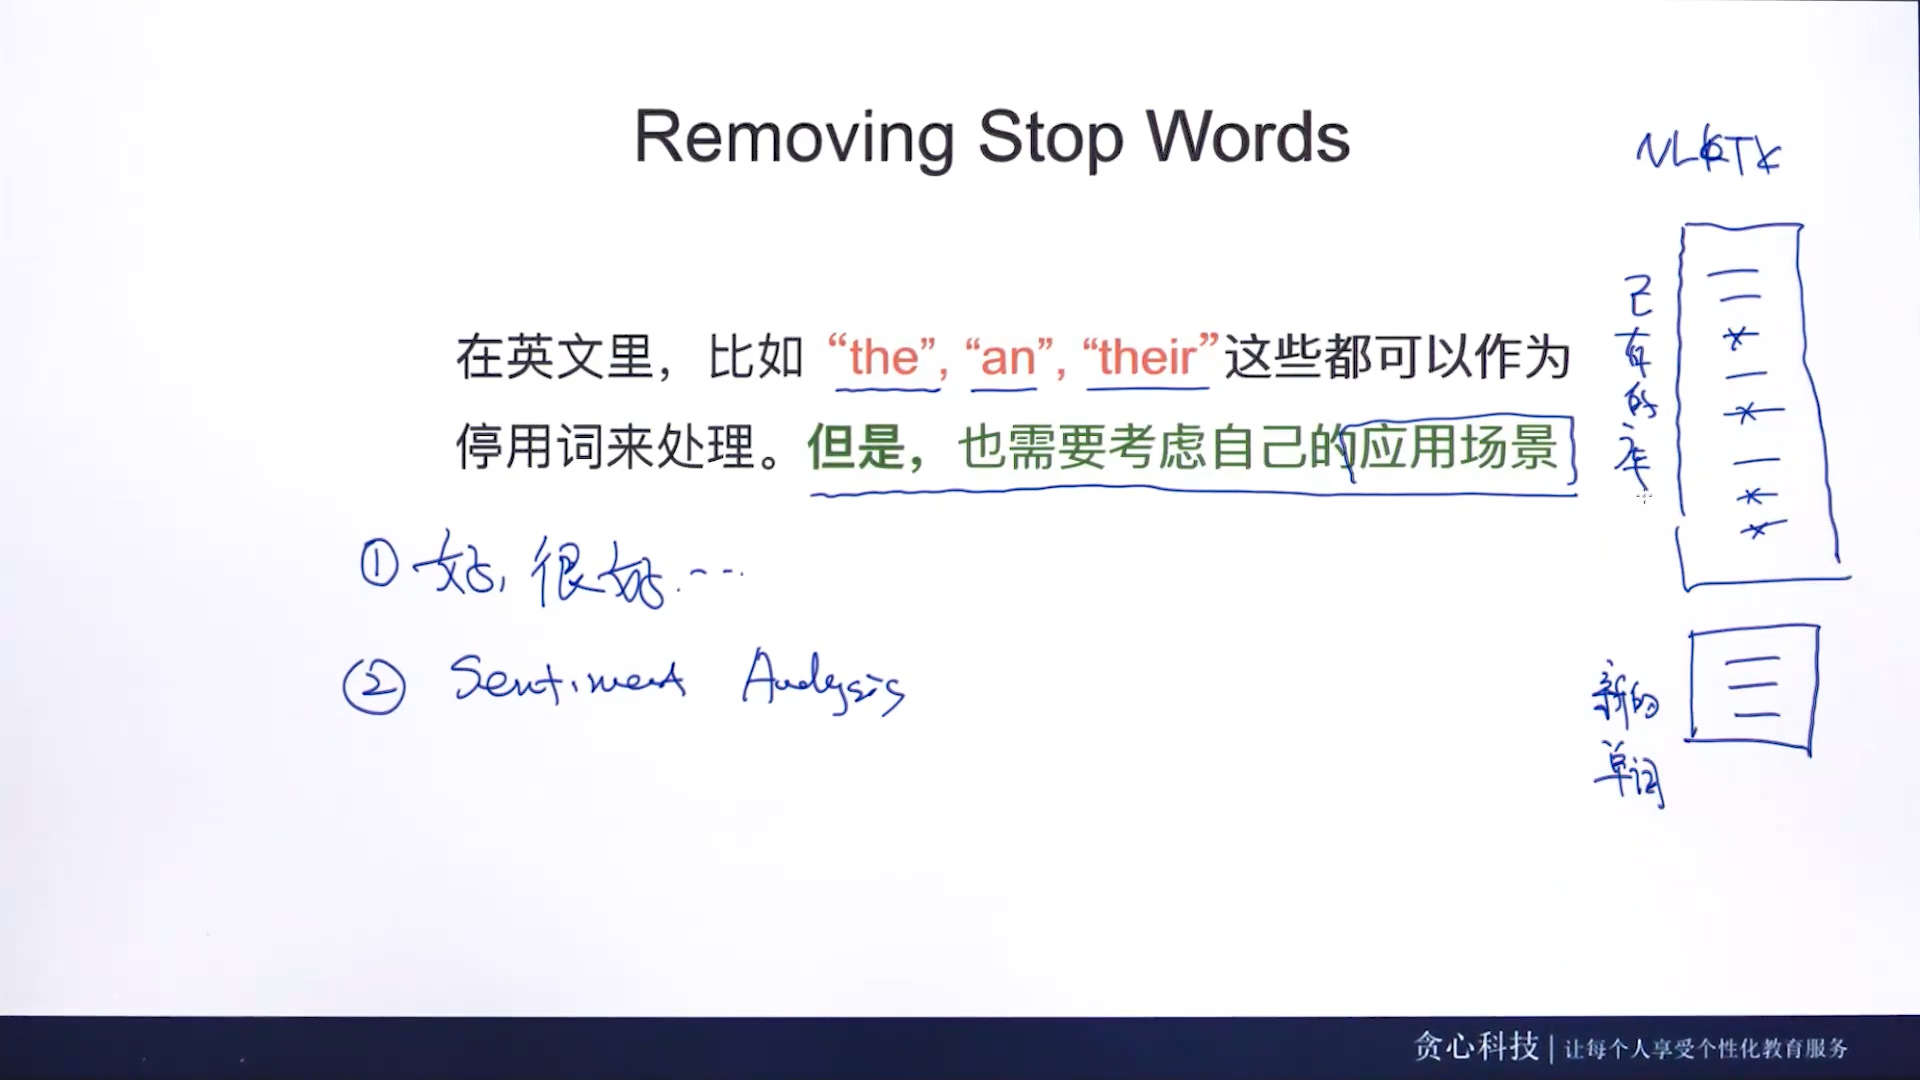 Removing Stop Words
NLTK
在英文里，比如 “the”, “an”, “their”这些都可以作为
停用词来处理。但是，也需要考虑自己的应用场景
已有的库
① 好, 很好. ...
② Sentiment Analysis
新的
单词
贪心科技 | 让每个人享受个性化教育服务